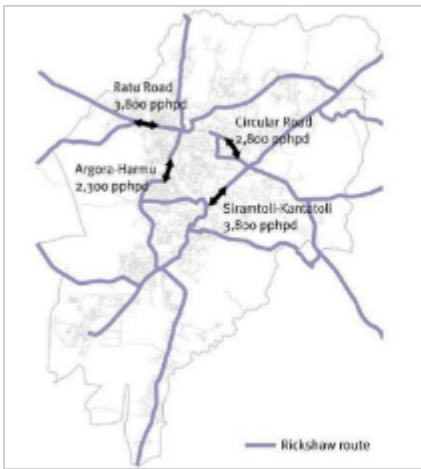 Ratu Road
3,800 pphpd
Circular Road
2,800 pphpd
Argora-Harmu
2,300 pphpd
Siramtoli-Kantatoli
3,800 pphpd
Rickshaw route